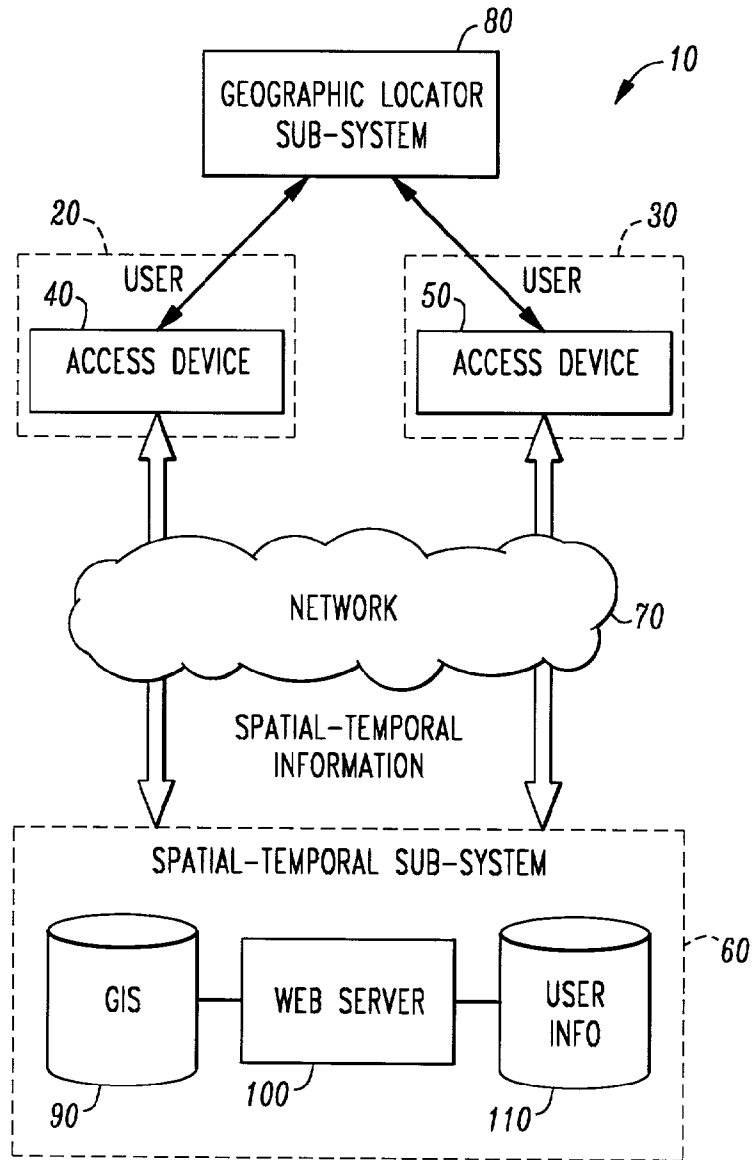 80
10
GEOGRAPHIC LOCATOR
SUB-SYSTEM
20
30
USER
USER
40
50
ACCESS DEVICE
ACCESS DEVICE
NETWORK
70
SPATIAL-TEMPORAL
INFORMATION
SPATIAL-TEMPORAL SUB-SYSTEM
60
GIS
WEB SERVER
USER
INFO
90
100
110